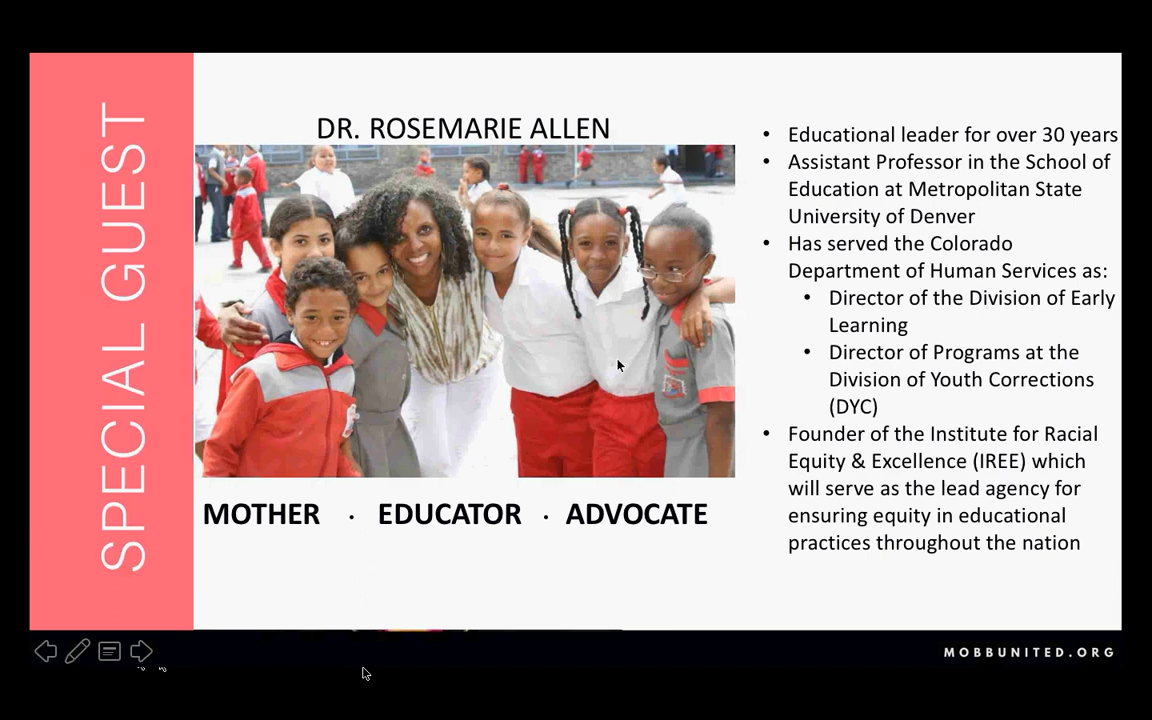 SPECIAL GUEST
DR. ROSEMARIE ALLEN
MOTHER · EDUCATOR · ADVOCATE
• Educational leader for over 30 years
• Assistant Professor in the School of
Education at Metropolitan State
University of Denver
• Has served the Colorado
Department of Human Services as:
• Director of the Division of Early
Learning
• Director of Programs at the
Division of Youth Corrections
(DYC)
• Founder of the Institute for Racial
Equity & Excellence (IREE) which
will serve as the lead agency for
ensuring equity in educational
practices throughout the nation
MOBBUNITED.ORG